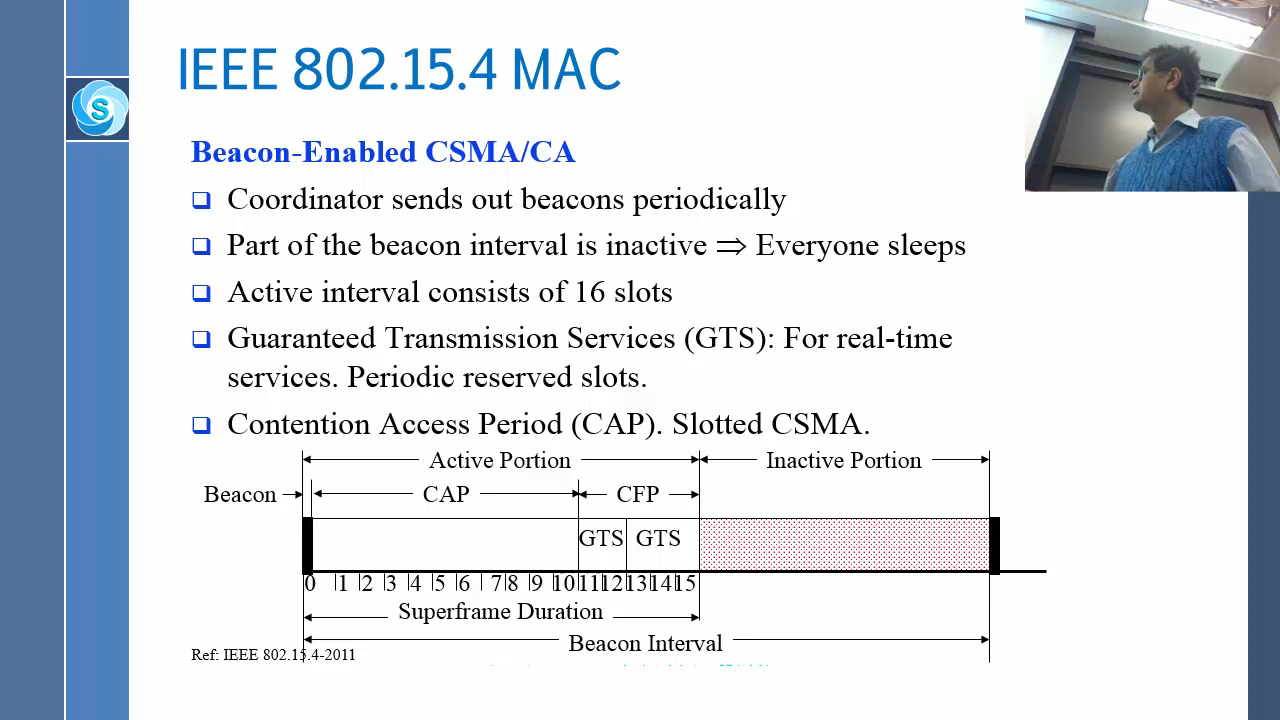 IEEE 802.15.4 MAC
S
Beacon-Enabled CSMA/CA
Coordinator sends out beacons periodically
Part of the beacon interval is inactive ⇒ Everyone sleeps
Active interval consists of 16 slots
Guaranteed Transmission Services (GTS): For real-time
services. Periodic reserved slots.
Contention Access Period (CAP). Slotted CSMA.
Active Portion Inactive Portion
Beacon CAP CFP
GTS GTS
0 1 2 3 4 5 6 7 8 9 10 11 12 13 14 15
Superframe Duration
Beacon Interval
Ref: IEEE 802.15.4-2011